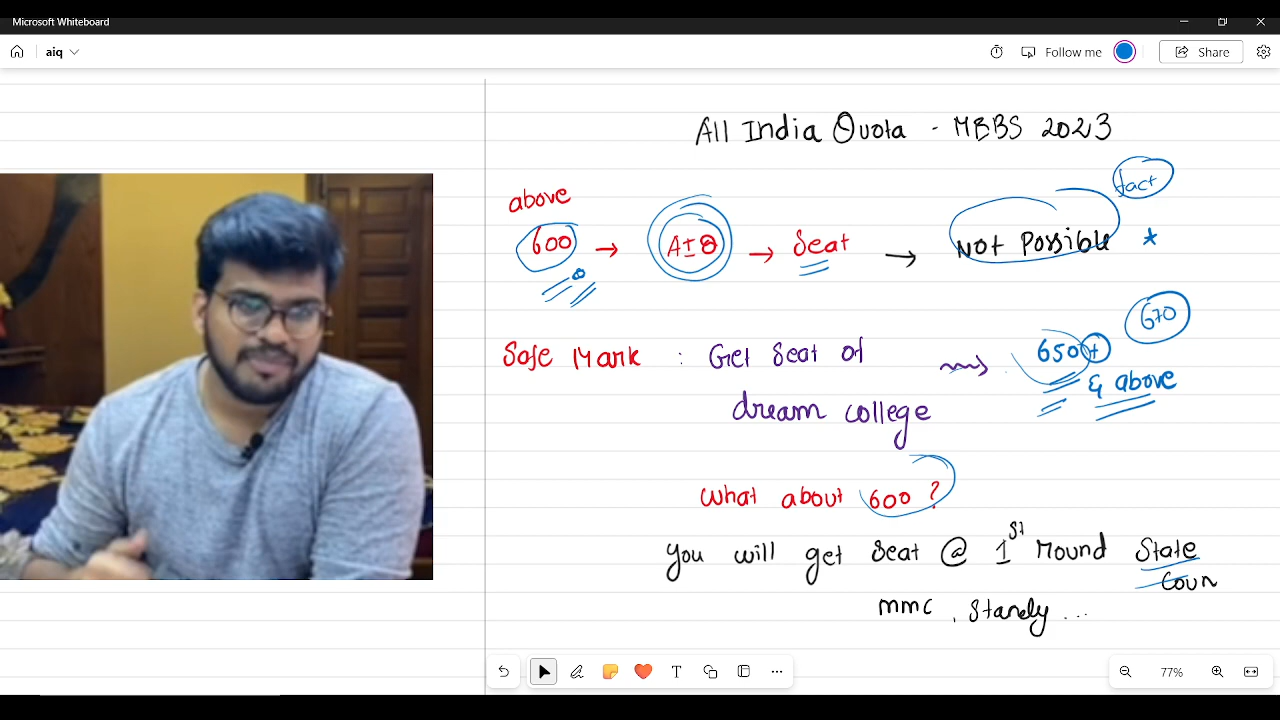 Microsoft Whiteboard
aiq
Follow me
Share
All India Quota - MBBS 2023
above
fact
600 → AIQ → Seat → Not Possible ★
670
Safe Mark : Get Seat of
650+
dream college
& above
What about 600 ?
You will get Seat @ 1st Round State
Coun
MMC , Stanely ...
T
77%